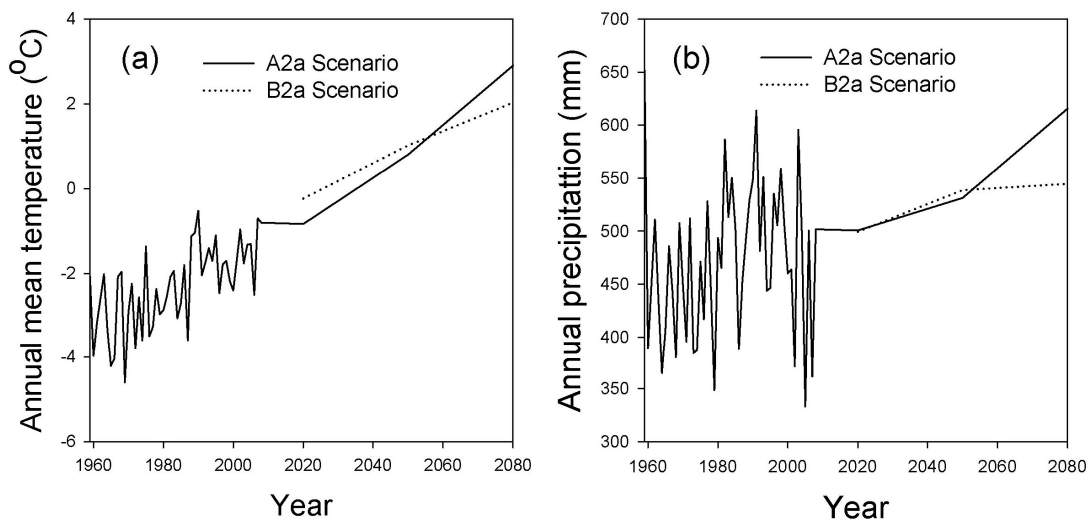 (a)
A2a Scenario
B2a Scenario
Annual mean temperature (°C)
4
2
0
-2
-4
-6
1960 1980 2000 2020 2040 2060 2080
Year
(b)
A2a Scenario
B2a Scenario
Annual precipitattion (mm)
700
650
600
550
500
450
400
350
300
1960 1980 2000 2020 2040 2060 2080
Year